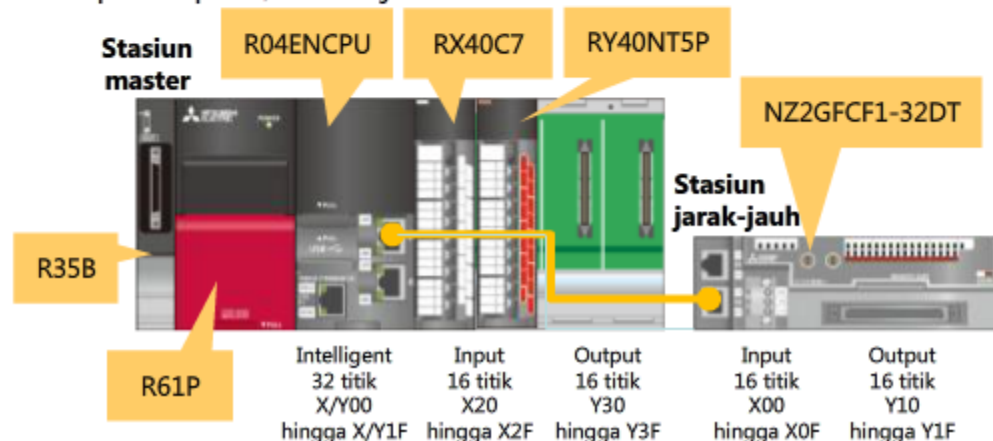 Stasiun
master
R04ENCPU
RX40C7
RY40NT5P
NZ2GFCF1-32DT
Stasiun
jarak-jauh
R35B
R61P
Intelligent
32 titik
X/Y00
hingga X/Y1F
Input
16 titik
X20
hingga X2F
Output
16 titik
Y30
hingga Y3F
Input
16 titik
X00
hingga X0F
Output
16 titik
Y10
hingga Y1F